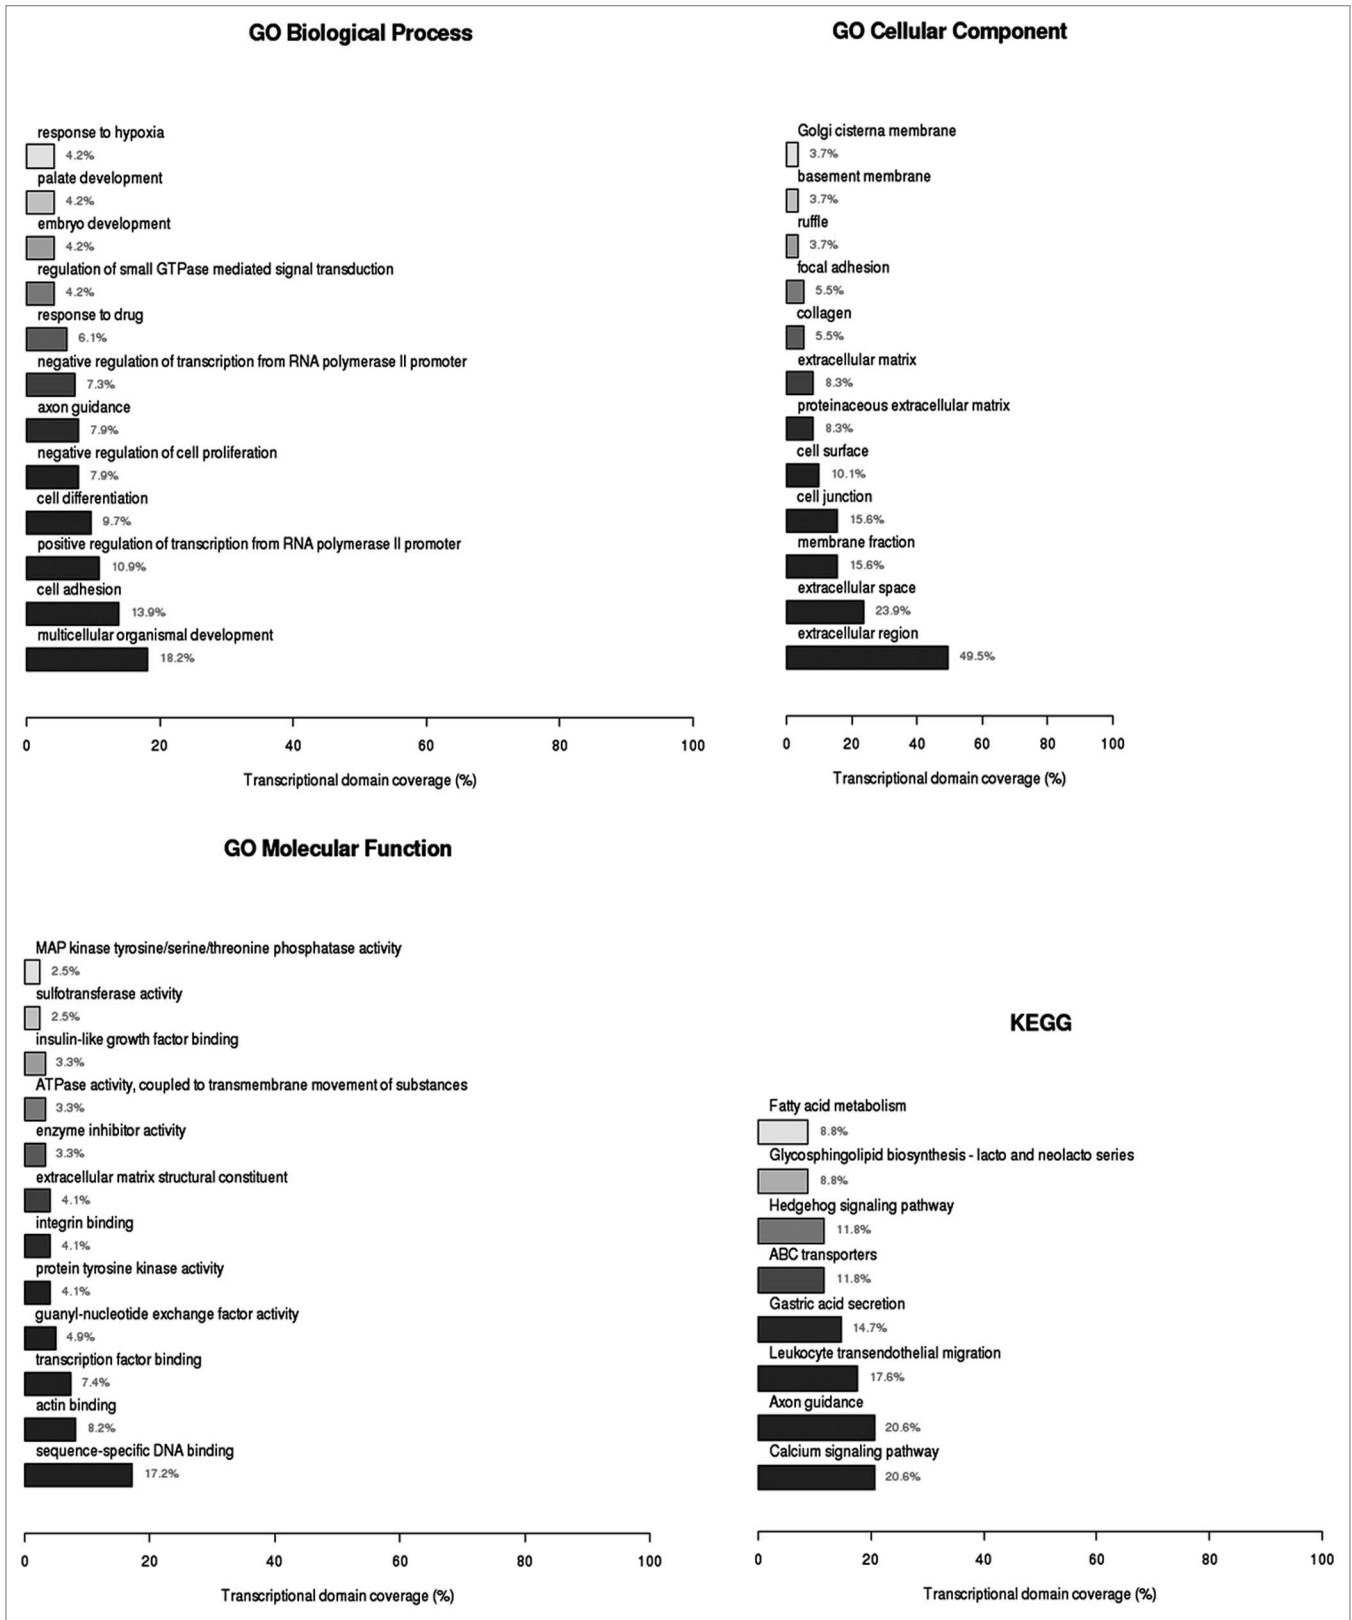 GO Biological Process
response to hypoxia
4.2%
palate development
4.2%
embryo development
4.2%
regulation of small GTPase mediated signal transduction
4.2%
response to drug
6.1%
negative regulation of transcription from RNA polymerase II promoter
7.3%
axon guidance
7.9%
negative regulation of cell proliferation
7.9%
cell differentiation
9.7%
positive regulation of transcription from RNA polymerase II promoter
10.9%
cell adhesion
13.9%
multicellular organismal development
18.2%
0 20 40 60 80 100
Transcriptional domain coverage (%)
GO Cellular Component
Golgi cisterna membrane
3.7%
basement membrane
3.7%
ruffle
3.7%
focal adhesion
5.5%
collagen
5.5%
extracellular matrix
8.3%
proteinaceous extracellular matrix
8.3%
cell surface
10.1%
cell junction
15.6%
membrane fraction
15.6%
extracellular space
23.9%
extracellular region
49.5%
0 20 40 60 80 100
Transcriptional domain coverage (%)
GO Molecular Function
MAP kinase tyrosine/serine/threonine phosphatase activity
2.5%
sulfotransferase activity
2.5%
insulin-like growth factor binding
3.3%
ATPase activity, coupled to transmembrane movement of substances
3.3%
enzyme inhibitor activity
3.3%
extracellular matrix structural constituent
4.1%
integrin binding
4.1%
protein tyrosine kinase activity
4.1%
guanyl-nucleotide exchange factor activity
4.9%
transcription factor binding
7.4%
actin binding
8.2%
sequence-specific DNA binding
17.2%
0 20 40 60 80 100
Transcriptional domain coverage (%)
KEGG
Fatty acid metabolism
8.8%
Glycosphingolipid biosynthesis - lacto and neolacto series
8.8%
Hedgehog signaling pathway
11.8%
ABC transporters
11.8%
Gastric acid secretion
14.7%
Leukocyte transendothelial migration
17.6%
Axon guidance
20.6%
Calcium signaling pathway
20.6%
0 20 40 60 80 100
Transcriptional domain coverage (%)